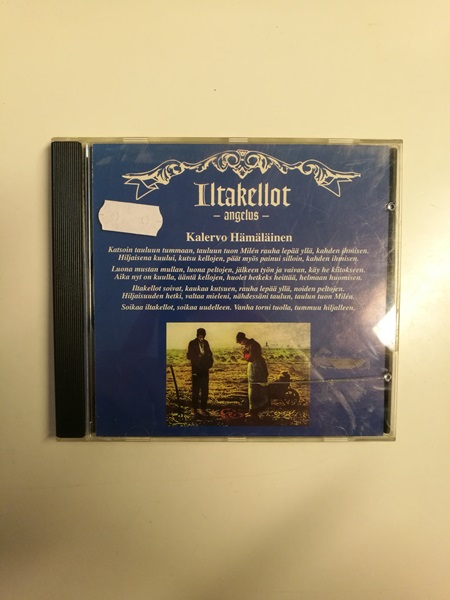 Iltakellot
- angelus -
Kalervo Hämäläinen
Katsoin tauluun tummaan, tauluun tuon Milén rauha lepää yllä, kahden ihmisen.
Hiljaisena kuului, kutsu kellojen, päät myös painui silloin, kahden ihmisen.
Luona mustan mullan, luona peltojen, jälkeen työn ja vaivan, käy he kiitokseen.
Aika nyt on kuulla, ääntä kellojen, huolet hetkeks heittää, helmaan huomisen.
Iltakellot soivat, kaukaa kutsuen, rauha lepää yllä, noiden peltojen.
Hiljaisuuden hetki, valtaa mieleni, nähdessäni taulun, taulun tuon Milén.
Soikaa iltakellot, soikaa uudelleen. Vanha torni tuolla, tummuu hiljalleen.